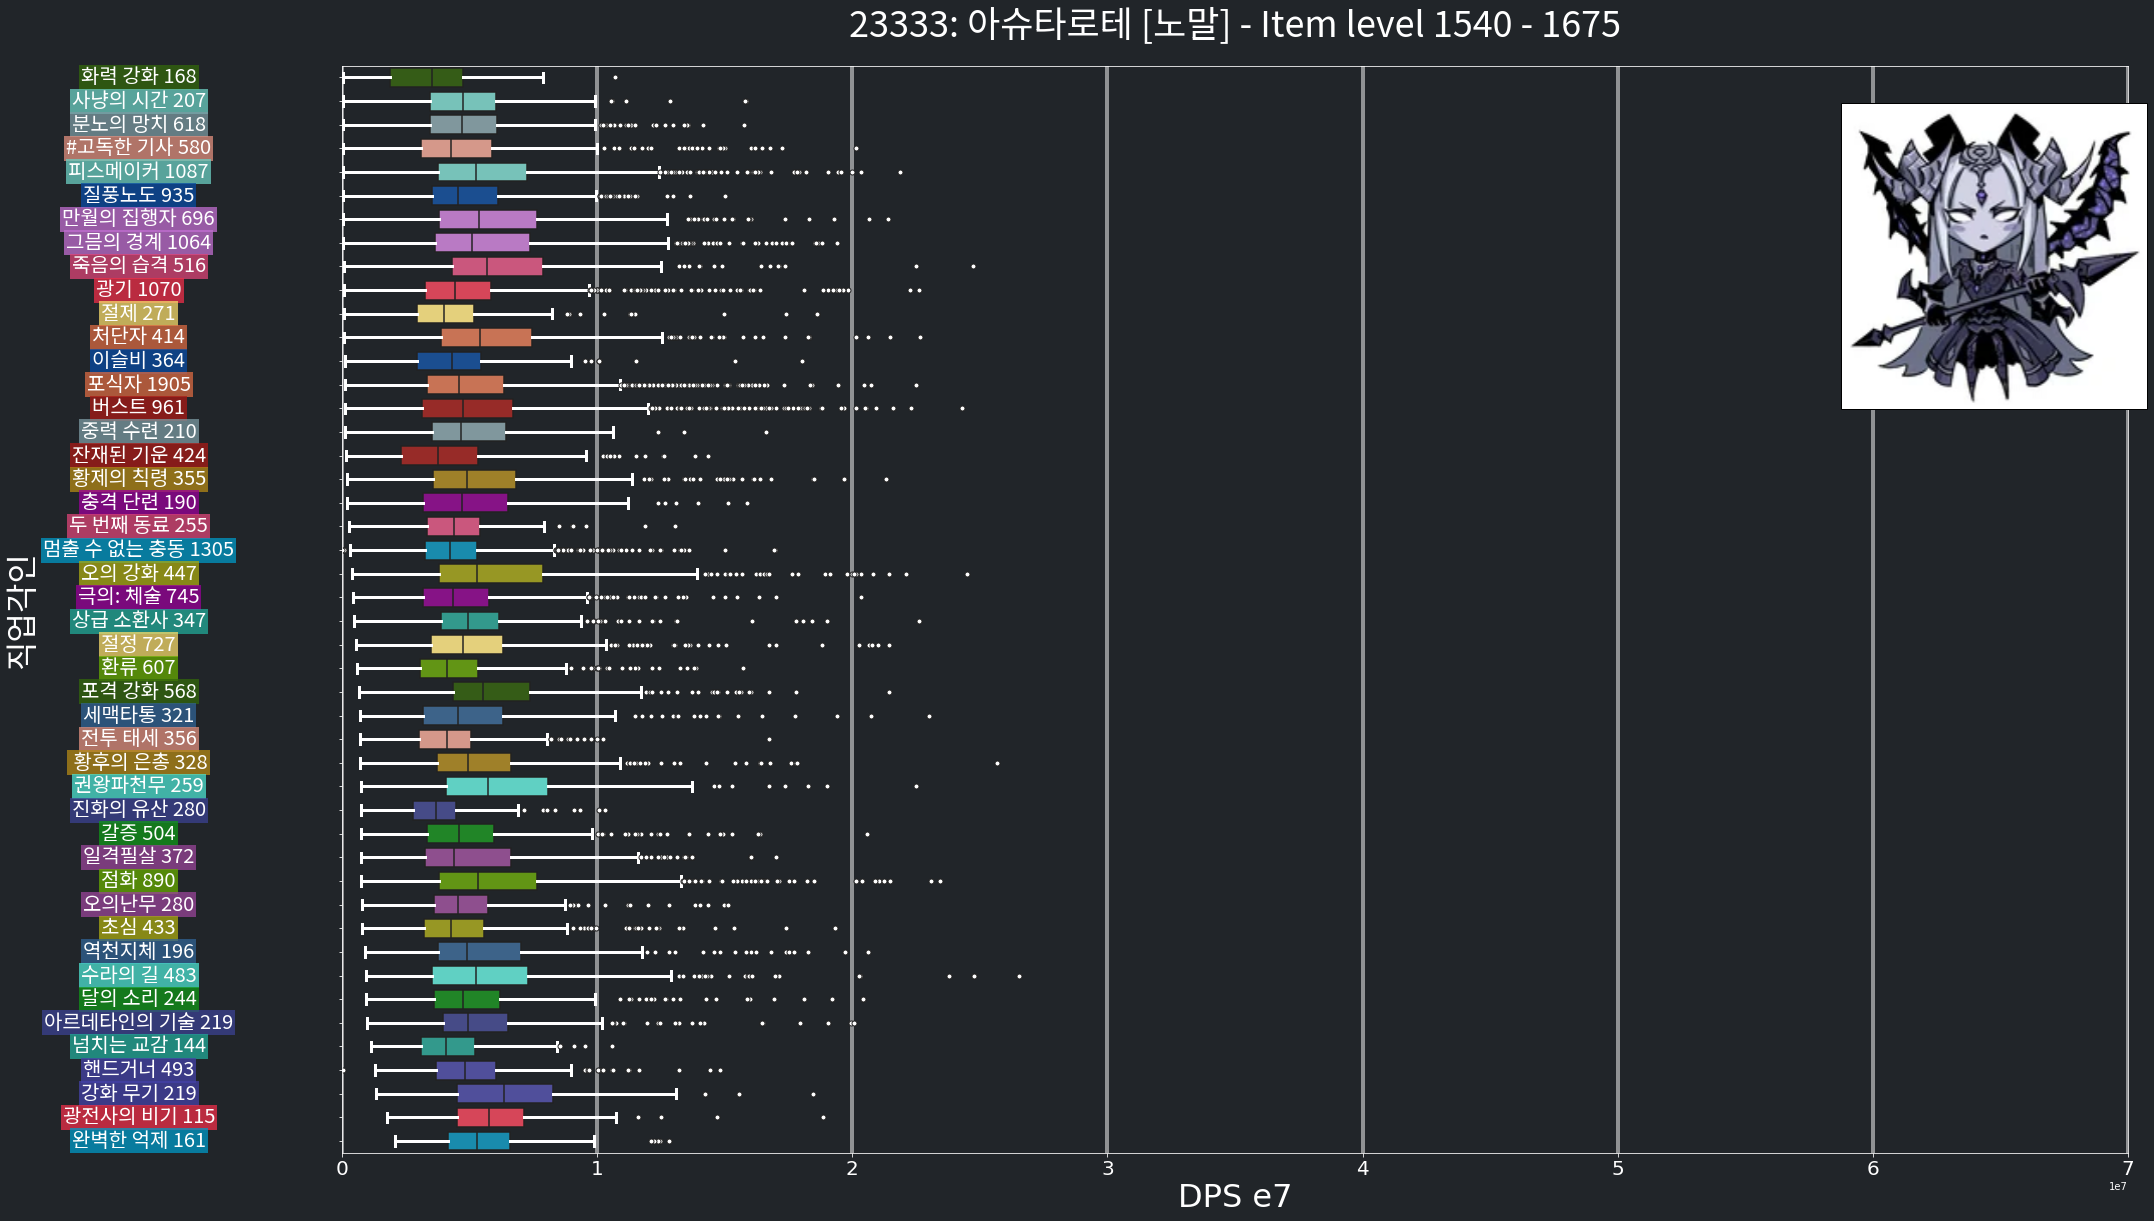 23333: 아슈타로테 [노말] - Item level 1540 - 1675
직업각인
화력 강화 168
사냥의 시간 207
분노의 망치 618
#고독한 기사 580
피스메이커 1087
질풍노도 935
만월의 집행자 696
그믐의 경계 1064
죽음의 습격 516
광기 1070
절제 271
처단자 414
이슬비 364
포식자 1905
버스트 961
중력 수련 210
잔재된 기운 424
황제의 칙령 355
충격 단련 190
두 번째 동료 255
멈출 수 없는 충동 1305
오의 강화 447
극의: 체술 745
상급 소환사 347
절정 727
환류 607
포격 강화 568
세맥타통 321
전투 태세 356
황후의 은총 328
권왕파천무 259
진화의 유산 280
갈증 504
일격필살 372
점화 890
오의난무 280
초심 433
역천지체 196
수라의 길 483
달의 소리 244
아르데타인의 기술 219
넘치는 교감 144
핸드거너 493
강화 무기 219
광전사의 비기 115
완벽한 억제 161
0 1 2 3 4 5 6 7
1e7
DPS e7